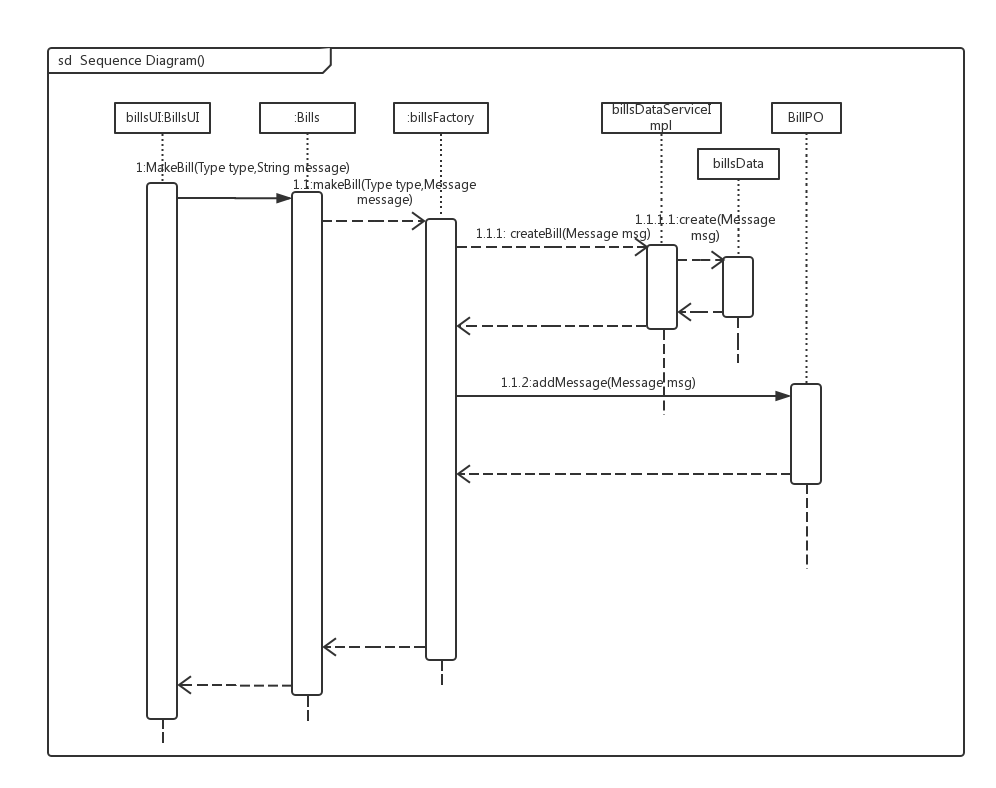 sd  Sequence Diagram()
billsUI:BillsUI
:Bills
:billsFactory
billsDataServiceI
mpl
BillPO
billsData
1:MakeBill(Type type,String message)
1.1:makeBill(Type type,Message
message)
1.1.1: createBill(Message msg)
1.1.1.1:create(Message
msg)
1.1.2:addMessage(Message msg)